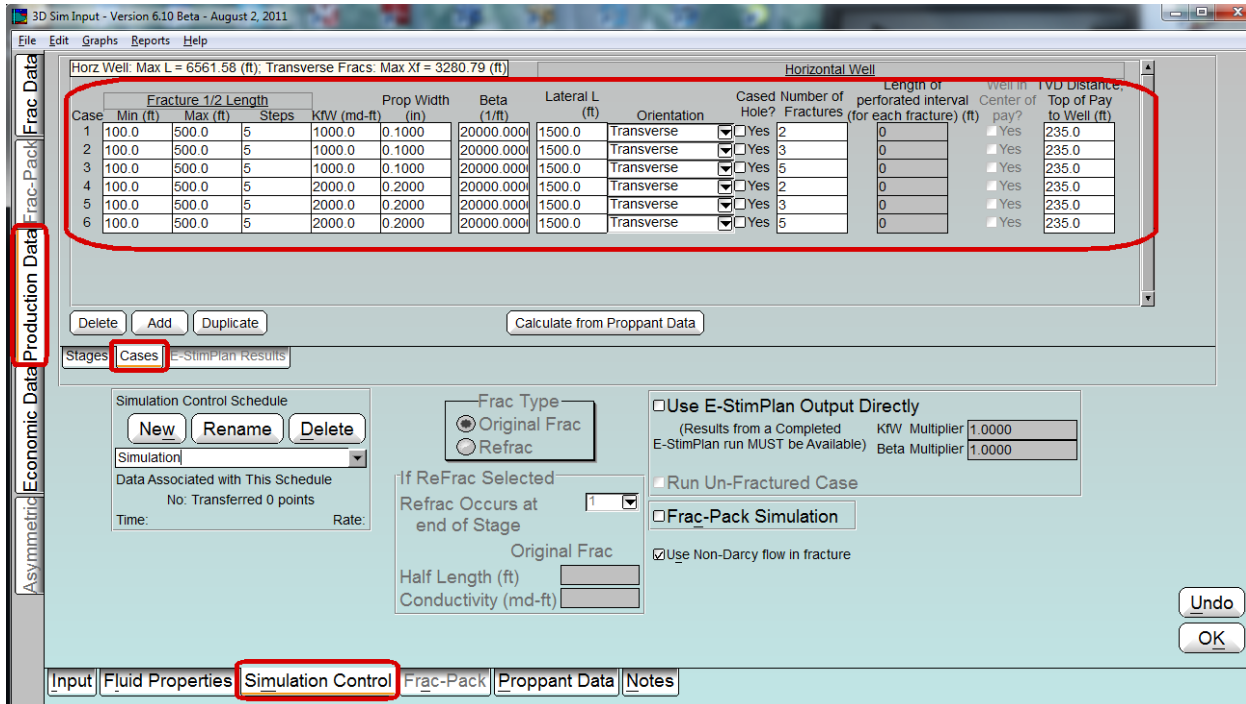 3D Sim Input - Version 6.10 Beta - August 2, 2011
File Edit Graphs Reports Help
Frac Data
Frac-Pack
Production Data
Economic Data
Asymmetric
Horz Well: Max L = 6561.58 (ft); Transverse Fracs: Max Xf = 3280.79 (ft)
Horizontal Well
Fracture 1/2 Length
Case Min (ft) Max (ft) Steps KfW (md-ft) Prop Width (in) Beta (1/ft) Lateral L (ft) Orientation Cased Hole? Number of Fractures Length of perforated interval (for each fracture) (ft) Well in Center of pay? TVD Distance, Top of Pay to Well (ft)
1 100.0 500.0 5 1000.0 0.1000 20000.000 1500.0 Transverse Yes 2 0 Yes 235.0
2 100.0 500.0 5 1000.0 0.1000 20000.000 1500.0 Transverse Yes 3 0 Yes 235.0
3 100.0 500.0 5 1000.0 0.1000 20000.000 1500.0 Transverse Yes 5 0 Yes 235.0
4 100.0 500.0 5 2000.0 0.2000 20000.000 1500.0 Transverse Yes 2 0 Yes 235.0
5 100.0 500.0 5 2000.0 0.2000 20000.000 1500.0 Transverse Yes 3 0 Yes 235.0
6 100.0 500.0 5 2000.0 0.2000 20000.000 1500.0 Transverse Yes 5 0 Yes 235.0
Delete Add Duplicate Calculate from Proppant Data
Stages Cases E-StimPlan Results
Simulation Control Schedule
New Rename Delete
Simulation
Data Associated with This Schedule
No: Transferred 0 points
Time: Rate:
Frac Type
Original Frac
Refrac
If ReFrac Selected
Refrac Occurs at end of Stage 1
Original Frac
Half Length (ft)
Conductivity (md-ft)
Use E-StimPlan Output Directly
(Results from a Completed
E-StimPlan run MUST be Available)
KfW Multiplier 1.0000
Beta Multiplier 1.0000
Run Un-Fractured Case
Frac-Pack Simulation
Use Non-Darcy flow in fracture
Undo
OK
Input Fluid Properties Simulation Control Frac-Pack Proppant Data Notes